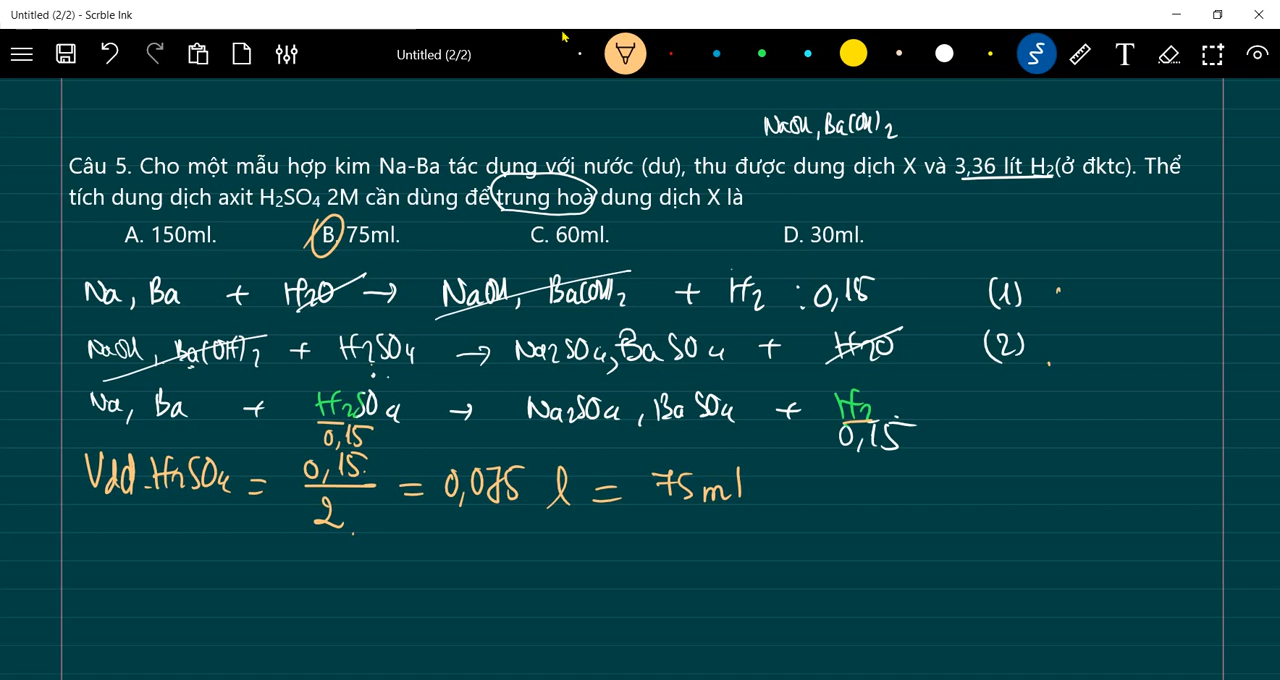 Untitled (2/2) - Scrble Ink
Untitled (2/2)
T
NaOH, Ba(OH)2
Câu 5. Cho một mẫu hợp kim Na-Ba tác dụng với nước (dư), thu được dung dịch X và 3,36 lít H₂(ở đktc). Thể
tích dung dịch axit H₂SO₄ 2M cần dùng để trung hoà dung dịch X là
A. 150ml. B. 75ml. C. 60ml. D. 30ml.
Na, Ba + H2O → NaOH, Ba(OH)2 + H2 : 0,15 (1)
NaOH, Ba(OH)2 + H2SO4 → Na2SO4, BaSO4 + H2O (2)
Na, Ba + H2SO4 → Na2SO4, BaSO4 + H2
0,15 0,15
Vdd.H2SO4 = 0,15/2 = 0,075 l = 75ml